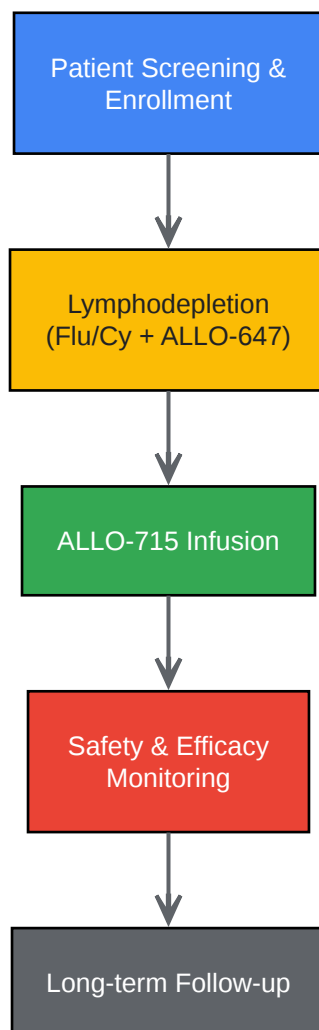 Patient Screening &
Enrollment
Lymphodepletion
(Flu/Cy + ALLO-647)
ALLO-715 Infusion
Safety & Efficacy
Monitoring
Long-term Follow-up